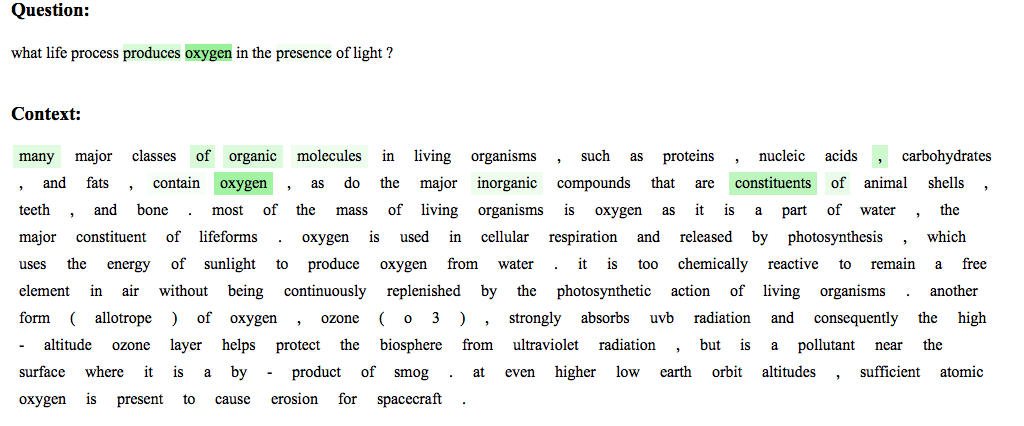 Question:
what life process produces oxygen in the presence of light ?
Context:
many major classes of organic molecules in living organisms , such as proteins , nucleic acids , carbohydrates
, and fats , contain oxygen , as do the major inorganic compounds that are constituents of animal shells ,
teeth , and bone . most of the mass of living organisms is oxygen as it is a part of water , the
major constituent of lifeforms . oxygen is used in cellular respiration and released by photosynthesis , which
uses the energy of sunlight to produce oxygen from water . it is too chemically reactive to remain a free
element in air without being continuously replenished by the photosynthetic action of living organisms . another
form ( allotrope ) of oxygen , ozone ( o 3 ) , strongly absorbs uvb radiation and consequently the high
- altitude ozone layer helps protect the biosphere from ultraviolet radiation , but is a pollutant near the
surface where it is a by - product of smog . at even higher low earth orbit altitudes , sufficient atomic
oxygen is present to cause erosion for spacecraft .